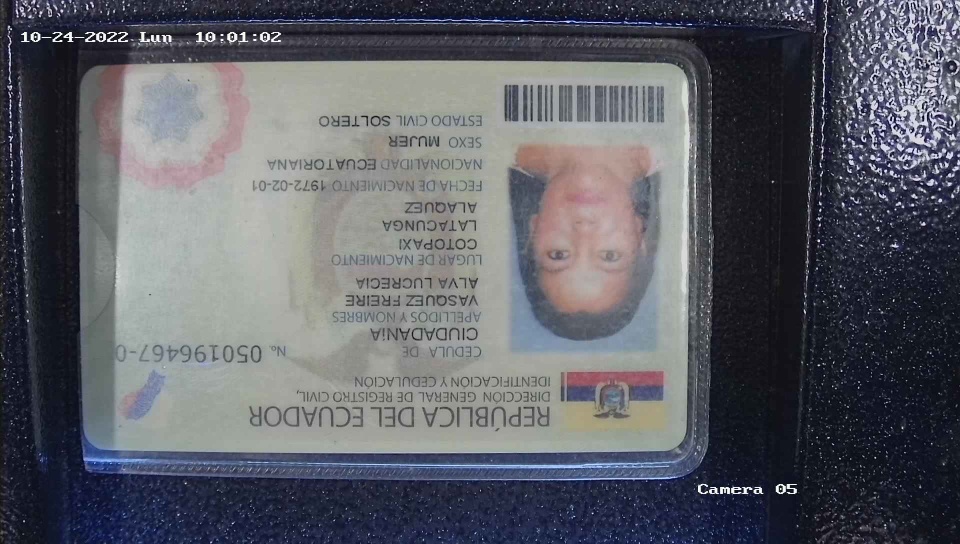 10-24-2022 Lun 10:01:02
REPÚBLICA DEL ECUADOR
DIRECCIÓN GENERAL DE REGISTRO CIVIL,
IDENTIFICACIÓN Y CEDULACIÓN
CEDULA DE No. 050196467-0
CIUDADANÍA
APELLIDOS Y NOMBRES
VASQUEZ FREIRE
ALVA LUCRECIA
LUGAR DE NACIMIENTO
COTOPAXI
LATACUNGA
ALAQUEZ
FECHA DE NACIMIENTO 1972-02-01
NACIONALIDAD ECUATORIANA
SEXO MUJER
ESTADO CIVIL SOLTERO
Camera 05